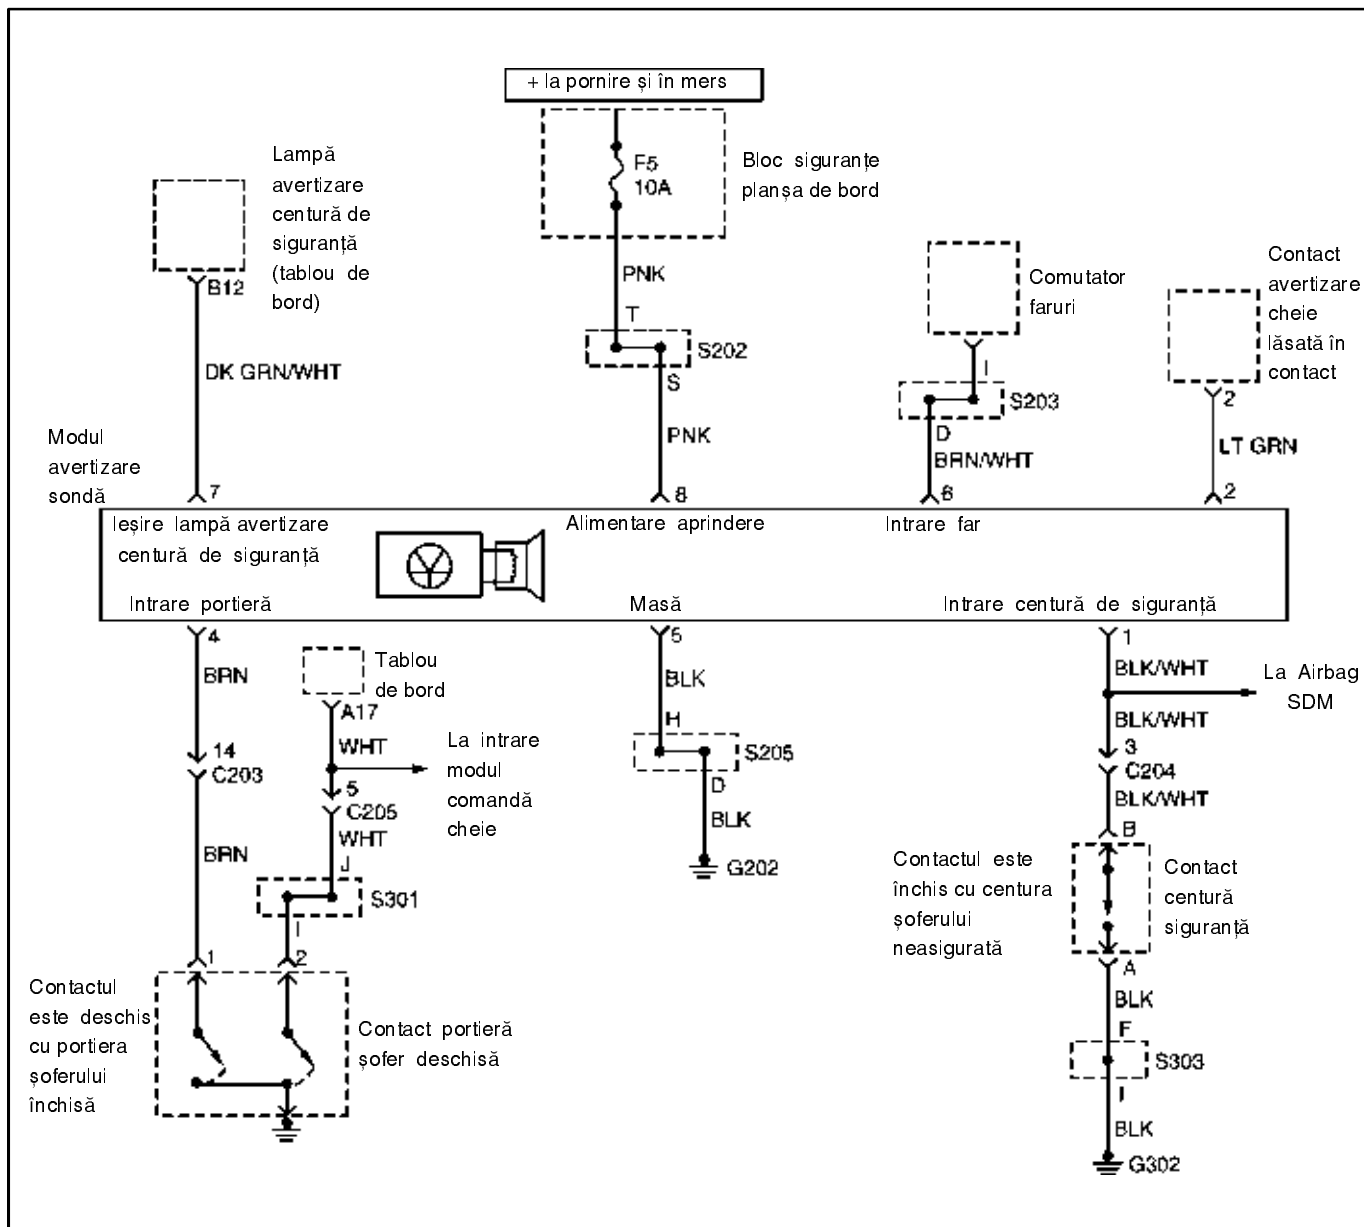 + la pornire și în mers
Lampă
avertizare
centură de
siguranță
(tablou de
bord)
F5
10A
Bloc siguranțe
planșa de bord
B12
PNK
Comutator
faruri
Contact
avertizare
cheie
lăsată în
contact
T
S202
S
DK GRN/WHT
I
S203
D
2
PNK
BRN/WHT
LT GRN
Modul
avertizare
sondă
7
8
6
2
Ieșire lampă avertizare
centură de siguranță
Alimentare aprindere
Intrare far
Intrare portieră
Masă
Intrare centură de siguranță
4
5
1
BRN
Tablou
de bord
BLK
BLK/WHT
La Airbag
SDM
A17
H
BLK/WHT
14
C203
WHT
La intrare
modul
comandă
cheie
S205
3
C204
5
C205
D
BLK/WHT
WHT
BLK
B
BRN
J
G202
Contactul este
închis cu centura
șoferului
neasigurată
Contact
centură
siguranță
S301
I
1
2
A
Contactul
este deschis
cu portiera
șoferului
închisă
Contact portieră
șofer deschisă
BLK
F
S303
I
BLK
G302